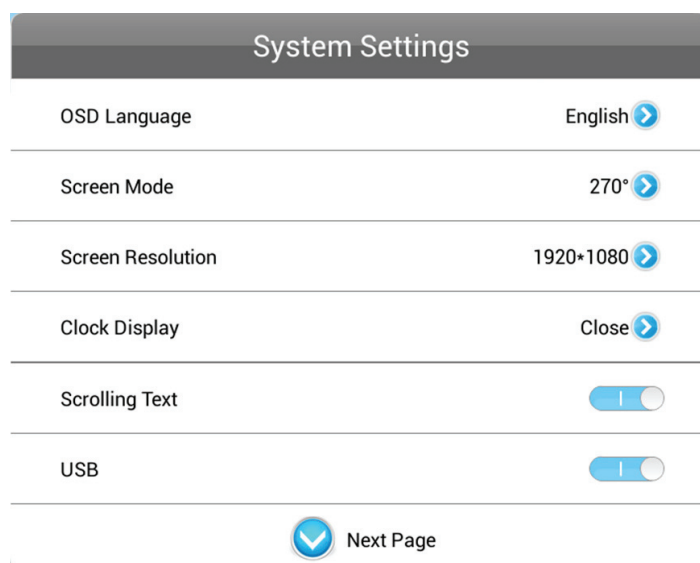 System Settings
OSD Language English
Screen Mode 270°
Screen Resolution 1920*1080
Clock Display Close
Scrolling Text
USB
Next Page